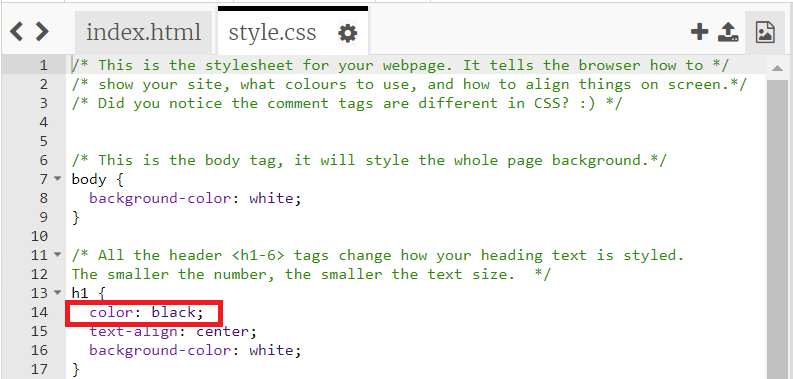 index.html style.css
1 /* This is the stylesheet for your webpage. It tells the browser how to */
2 /* show your site, what colours to use, and how to align things on screen.*/
3 /* Did you notice the comment tags are different in CSS? :) */
4
5
6 /* This is the body tag, it will style the whole page background.*/
7 body {
8   background-color: white;
9 }
10
11 /* All the header <h1-6> tags change how your heading text is styled.
12 The smaller the number, the smaller the text size.  */
13 h1 {
14   color: black;
15   text-align: center;
16   background-color: white;
17 }